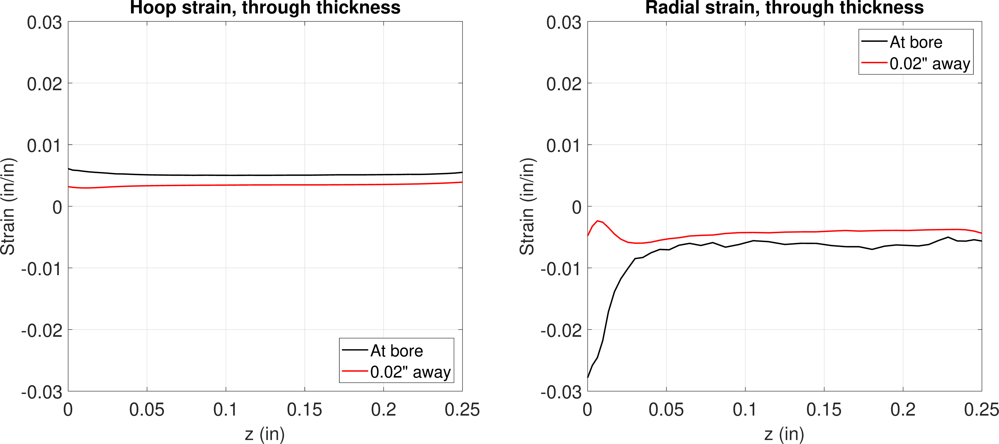 Hoop strain, through thickness
0.03
0.02
0.01
0
-0.01
-0.02
-0.03
Strain (in/in)
At bore
0.02" away
0 0.05 0.1 0.15 0.2 0.25
z (in)
Radial strain, through thickness
0.03
0.02
0.01
0
-0.01
-0.02
-0.03
Strain (in/in)
At bore
0.02" away
0 0.05 0.1 0.15 0.2 0.25
z (in)